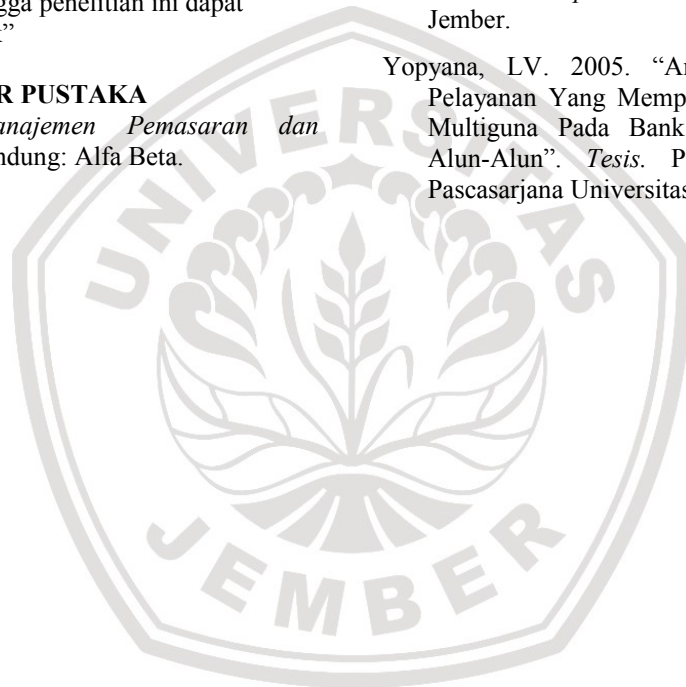 gga penelitian ini dapat
R PUSTAKA
anajemen Pemasaran dan
ndung: Alfa Beta.
Jember.
Yopyana, LV. 2005. “An
Pelayanan Yang Memp
Multiguna Pada Bank
Alun-Alun”. Tesis. P
Pascasarjana Universitas
UNIVERSITAS
JEMBER